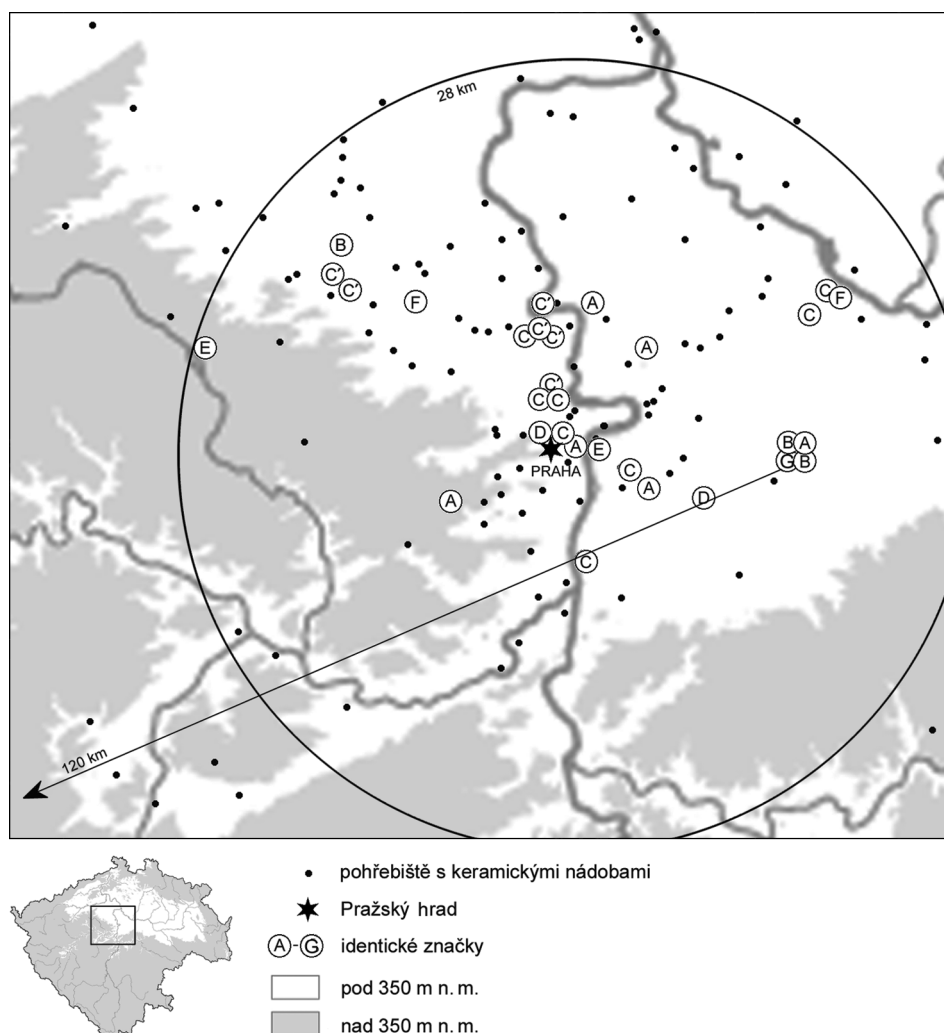 28 km
B
C'
C'
F
C'
A
C
F
C
C'
C
C'
E
A
C'
C
C
D
C
A
E
B
A
G
B
PRAHA
C
A
A
D
C
120 km
pohřebiště s keramickými nádobami
Pražský hrad
A - G identické značky
pod 350 m n. m.
nad 350 m n. m.